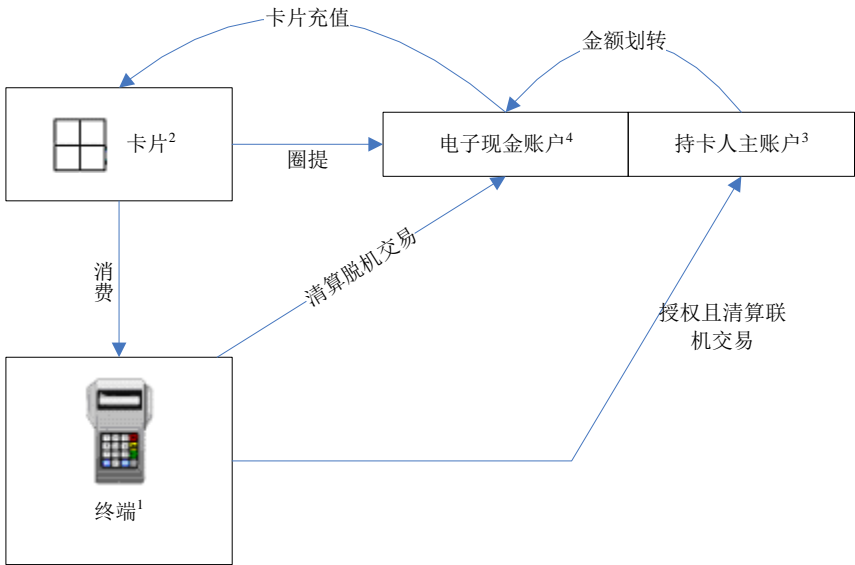 卡片充值
金额划转
卡片2
圈提
电子现金账户4
持卡人主账户3
消费
清算脱机交易
授权且清算联
机交易
终端1